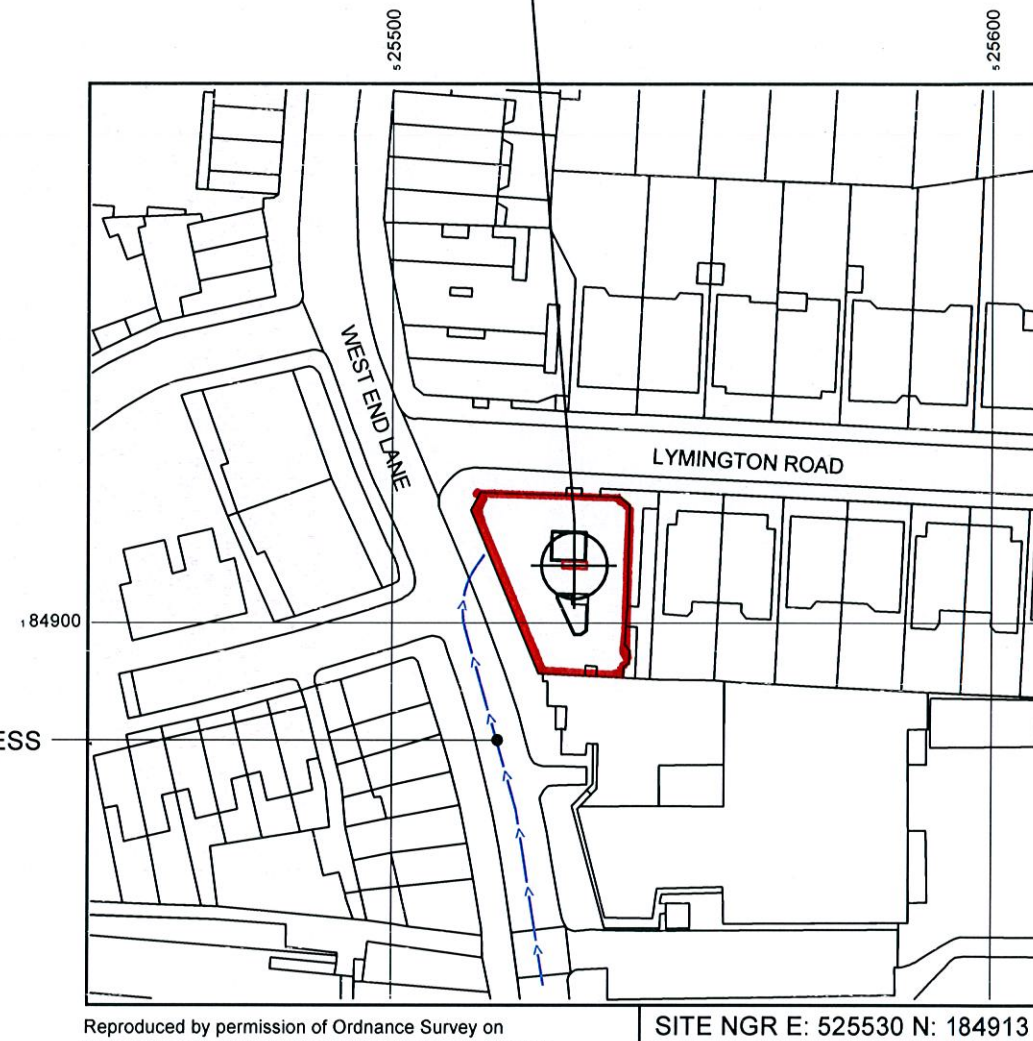 525500
525600
WEST END LANE
LYMINGTON ROAD
184900
ESS
Reproduced by permission of Ordnance Survey on
SITE NGR E: 525530 N: 184913